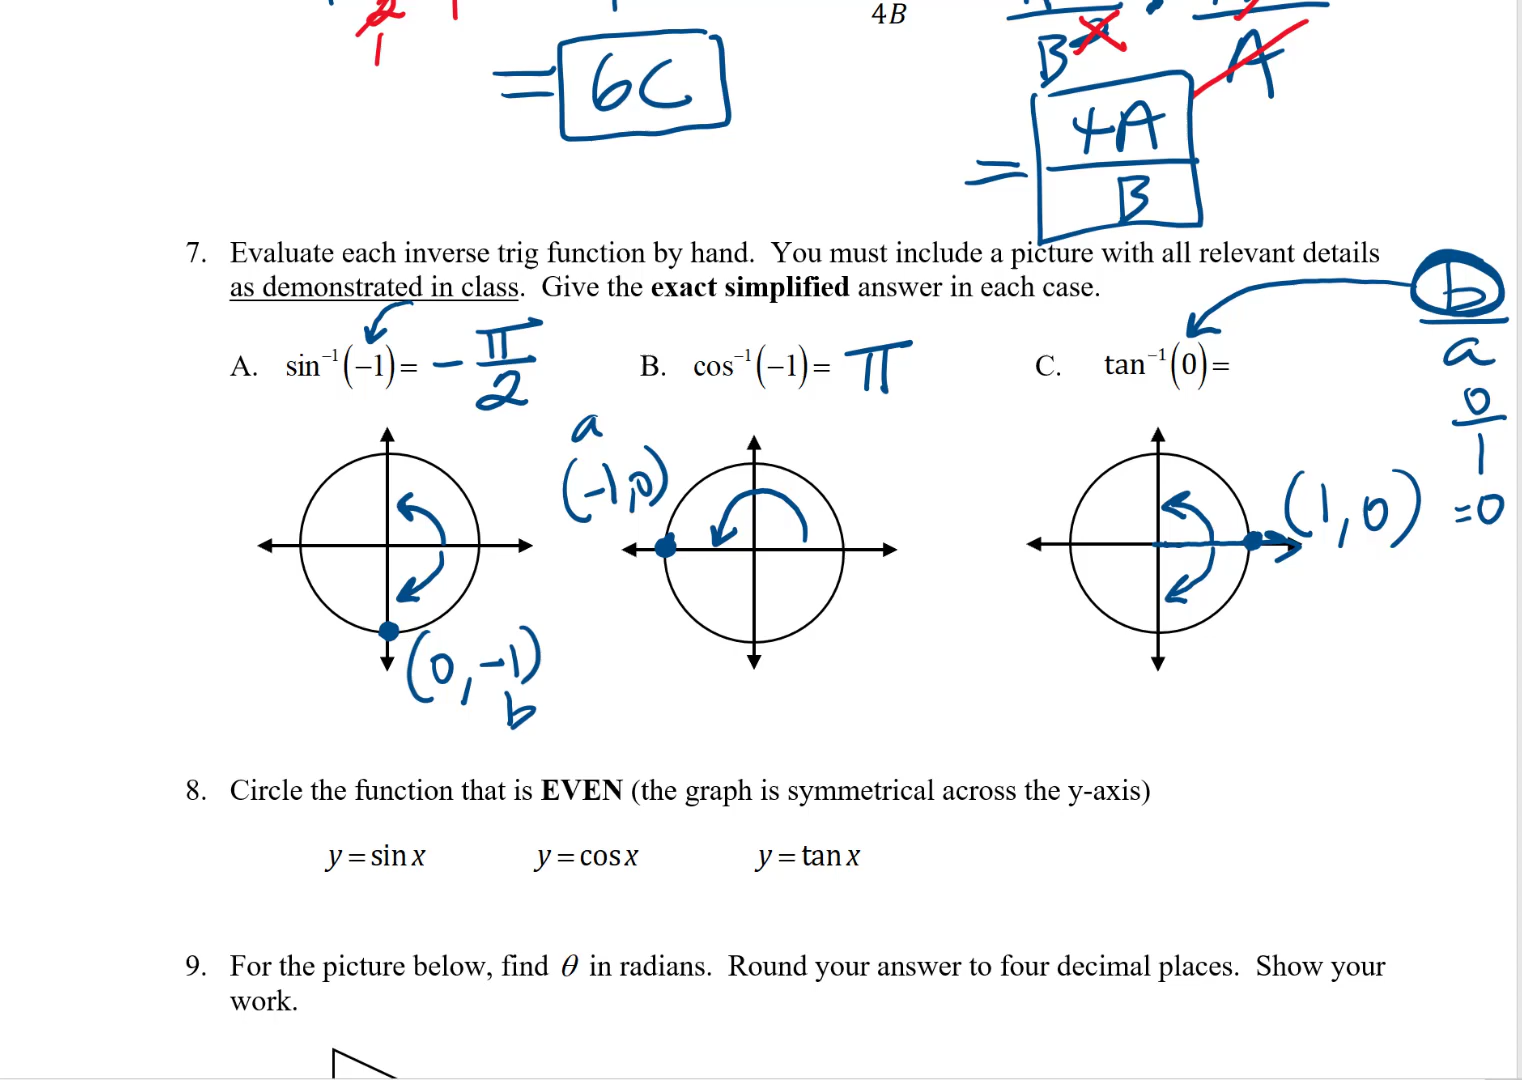 2
1
4B
B 2
A
= 6C
= 4A
B
7. Evaluate each inverse trig function by hand. You must include a picture with all relevant details
as demonstrated in class. Give the exact simplified answer in each case.
A. sin⁻¹(−1)= − π/2
B. cos⁻¹(−1)= π
C. tan⁻¹(0)=
b
a
0
1
=0
a
(-1,0)
(1,0)
(0,-1)
b
8. Circle the function that is EVEN (the graph is symmetrical across the y-axis)
y=sin x y=cos x y=tan x
9. For the picture below, find θ in radians. Round your answer to four decimal places. Show your
work.